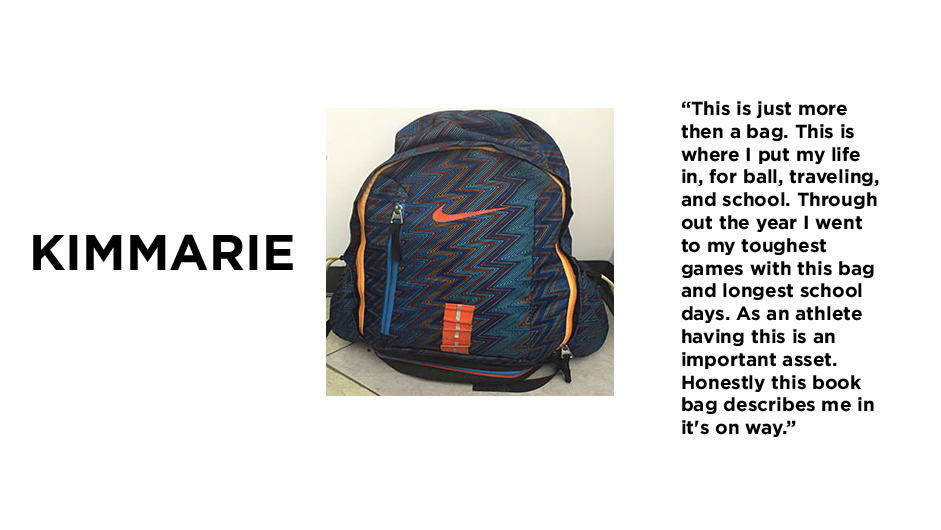 KIMMARIE
“This is just more
then a bag. This is
where I put my life
in, for ball, traveling,
and school. Through
out the year I went
to my toughest
games with this bag
and longest school
days. As an athlete
having this is an
important asset.
Honestly this book
bag describes me in
it's on way.”